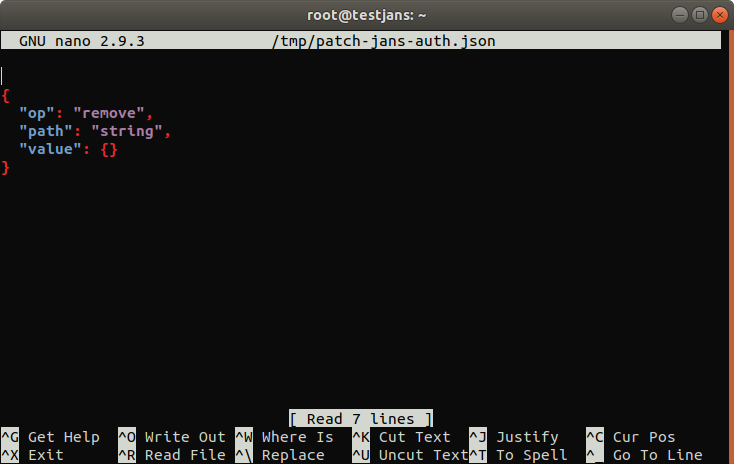 root@testjans: ~
GNU nano 2.9.3 /tmp/patch-jans-auth.json
{
"op": "remove",
"path": "string",
"value": {}
}
[ Read 7 lines ]
^G Get Help ^O Write Out ^W Where Is ^K Cut Text ^J Justify ^C Cur Pos
^X Exit ^R Read File ^\ Replace ^U Uncut Text ^T To Spell ^_ Go To Line